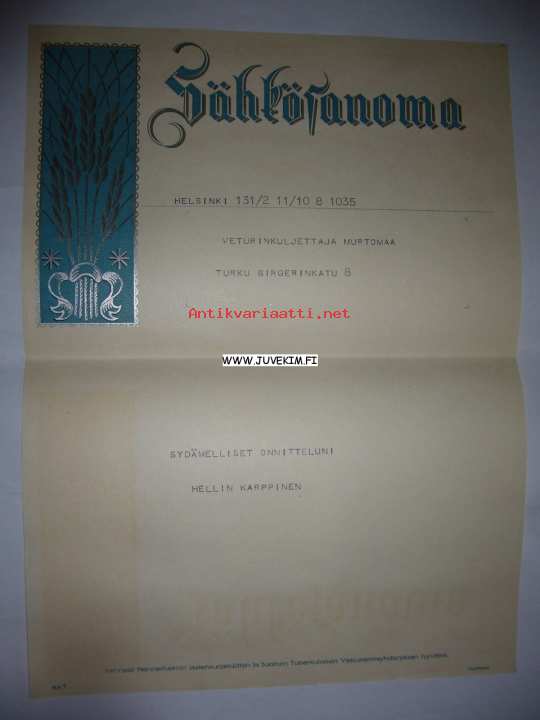 Sähkösanoma
HELSINKI 131/2 11/10 8 1035
VETURINKULJETTAJA MURTOMAA
TURKU BIRGERINKATU 8
Antikvariaatti.net
WWW.JUVEKIM.FI
SYDÄMELLISET ONNITTELUNI
HELLIN KARPPINEN